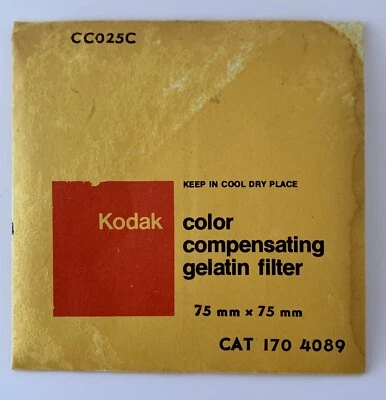 CC025C
KEEP IN COOL DRY PLACE
Kodak
color
compensating
gelatin filter
75 mm x 75 mm
CAT 170 4089